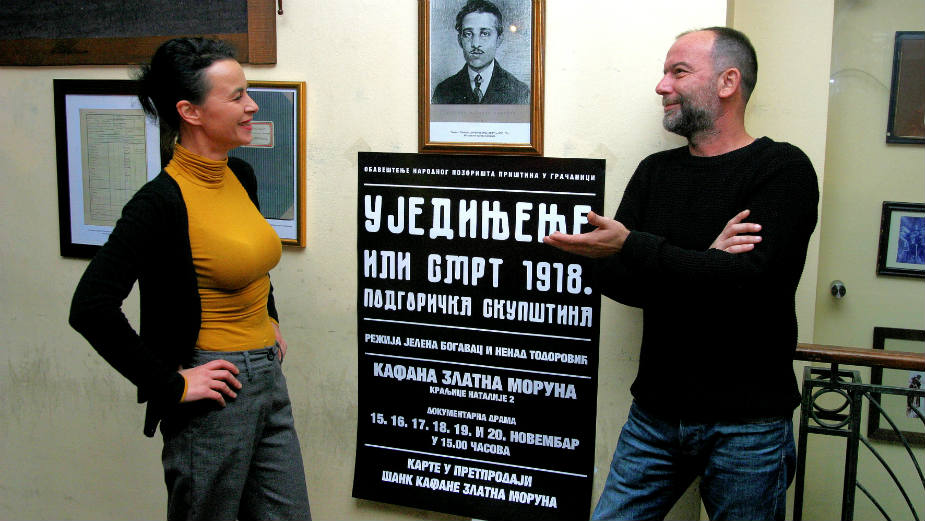 ОБАВЕШТЕЊЕ НАРОДНОГ ПОЗОРИШТА ПРИШТИНА У ГРАЧАНИЦИ
УЈЕДИЊЕЊЕ
ИЛИ СМРТ 1918.
ПОДГОРИЧКА СКУПШТИНА
РЕЖИЈА ЈЕЛЕНА БОГАВАЦ И НЕНАД ТОДОРОВИЋ
КАФАНА ЗЛАТНА МОРУНА
КРАЉИЦЕ НАТАЛИЈЕ 2
ДОКУМЕНТАРНА ДРАМА
15. 16. 17. 18. 19. И 20. НОВЕМБАР
У 15.00 ЧАСОВА
КАРТЕ У ПРЕТПРОДАЈИ
ШАНК КАФАНЕ ЗЛАТНА МОРУНА